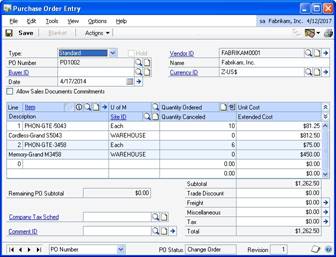 Purchase Order Entry
File Edit Tools View Options Help sa Fabrikam, Inc. 4/12/2017
Save Blanket Actions
Type: Standard Hold Vendor ID FABRIKAM0001
PO Number PO1002 Name Fabrikam, Inc.
Buyer ID Currency ID Z-US$
Date 4/17/2014
Allow Sales Documents Commitments
Line Item U of M Quantity Ordered Unit Cost
Description Site ID Quantity Canceled Extended Cost
1 PHON-GTE-5043 Each 10 $81.25
Cordless-Grand S5043 WAREHOUSE 0 $812.50
2 PHON-GTE-3458 Each 6 $75.00
Memory-Grand M3458 WAREHOUSE 0 $450.00
0 0.00 $0.00
0.00 $0.00
Subtotal $1,262.50
Remaining PO Subtotal $0.00 Trade Discount $0.00
Freight $0.00
Miscellaneous $0.00
Company Tax Sched Tax $0.00
Comment ID Total $1,262.50
PO Number PO Status Change Order Revision 1